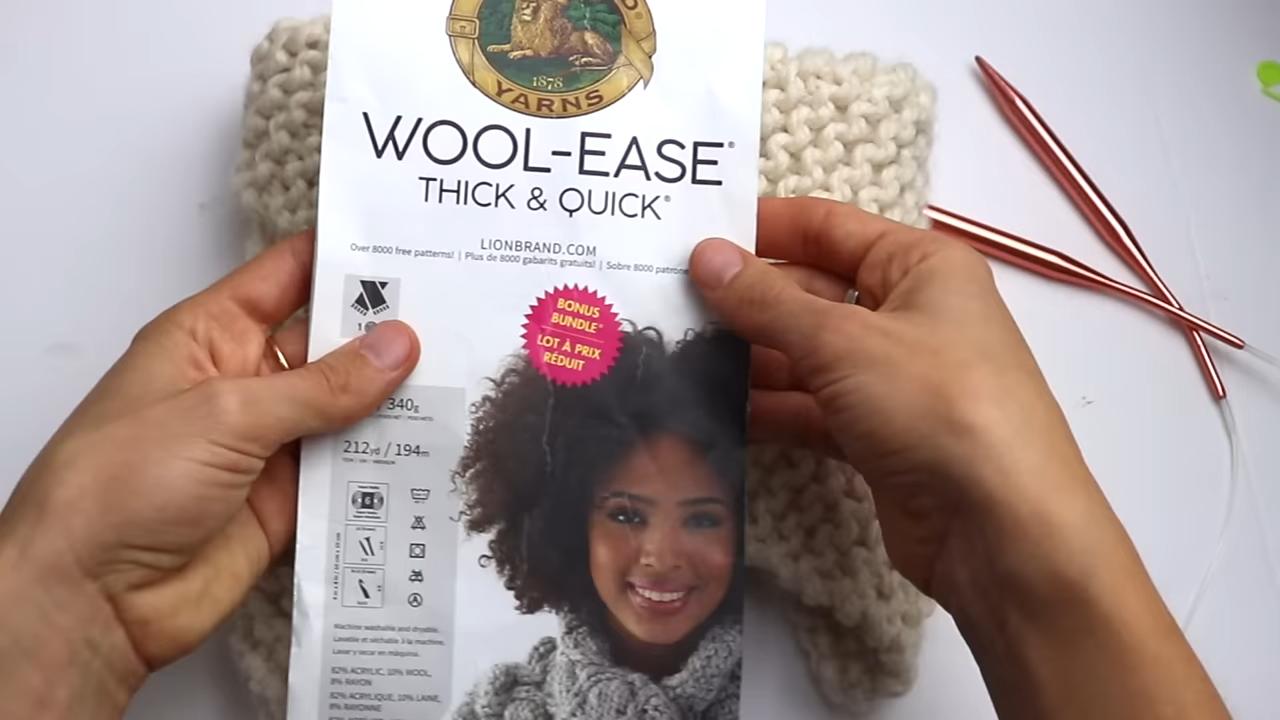 1878
YARNS
WOOL-EASE®
THICK & QUICK®
LIONBRAND.COM
Over 8000 free patterns! | Plus de 8000 gabarits gratuits! | Sobre 8000
BONUS
BUNDLE®
LOT À PRIX
RÉDUIT
340g
212yd / 194m
6
Machine washable and dryable.
Lavable et séchable à la machine.
Lavar y secar en máquina.
82% ACRYLIC, 10% WOOL,
8% RAYON
82% ACRYLIQUE, 10% LAINE,
8% RAYONNE